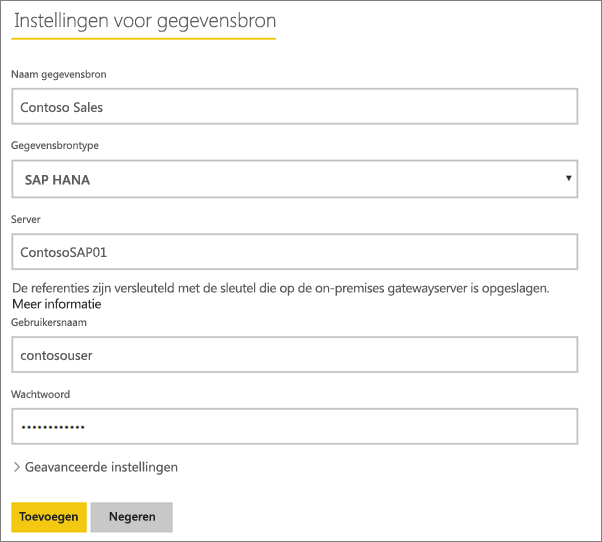 Instellingen voor gegevensbron
Naam gegevensbron
Contoso Sales
Gegevensbrontype
SAP HANA
Server
ContosoSAP01
De referenties zijn versleuteld met de sleutel die op de on-premises gatewayserver is opgeslagen.
Meer informatie
Gebruikersnaam
contosouser
Wachtwoord
••••••••••••
Geavanceerde instellingen
Toevoegen Negeren